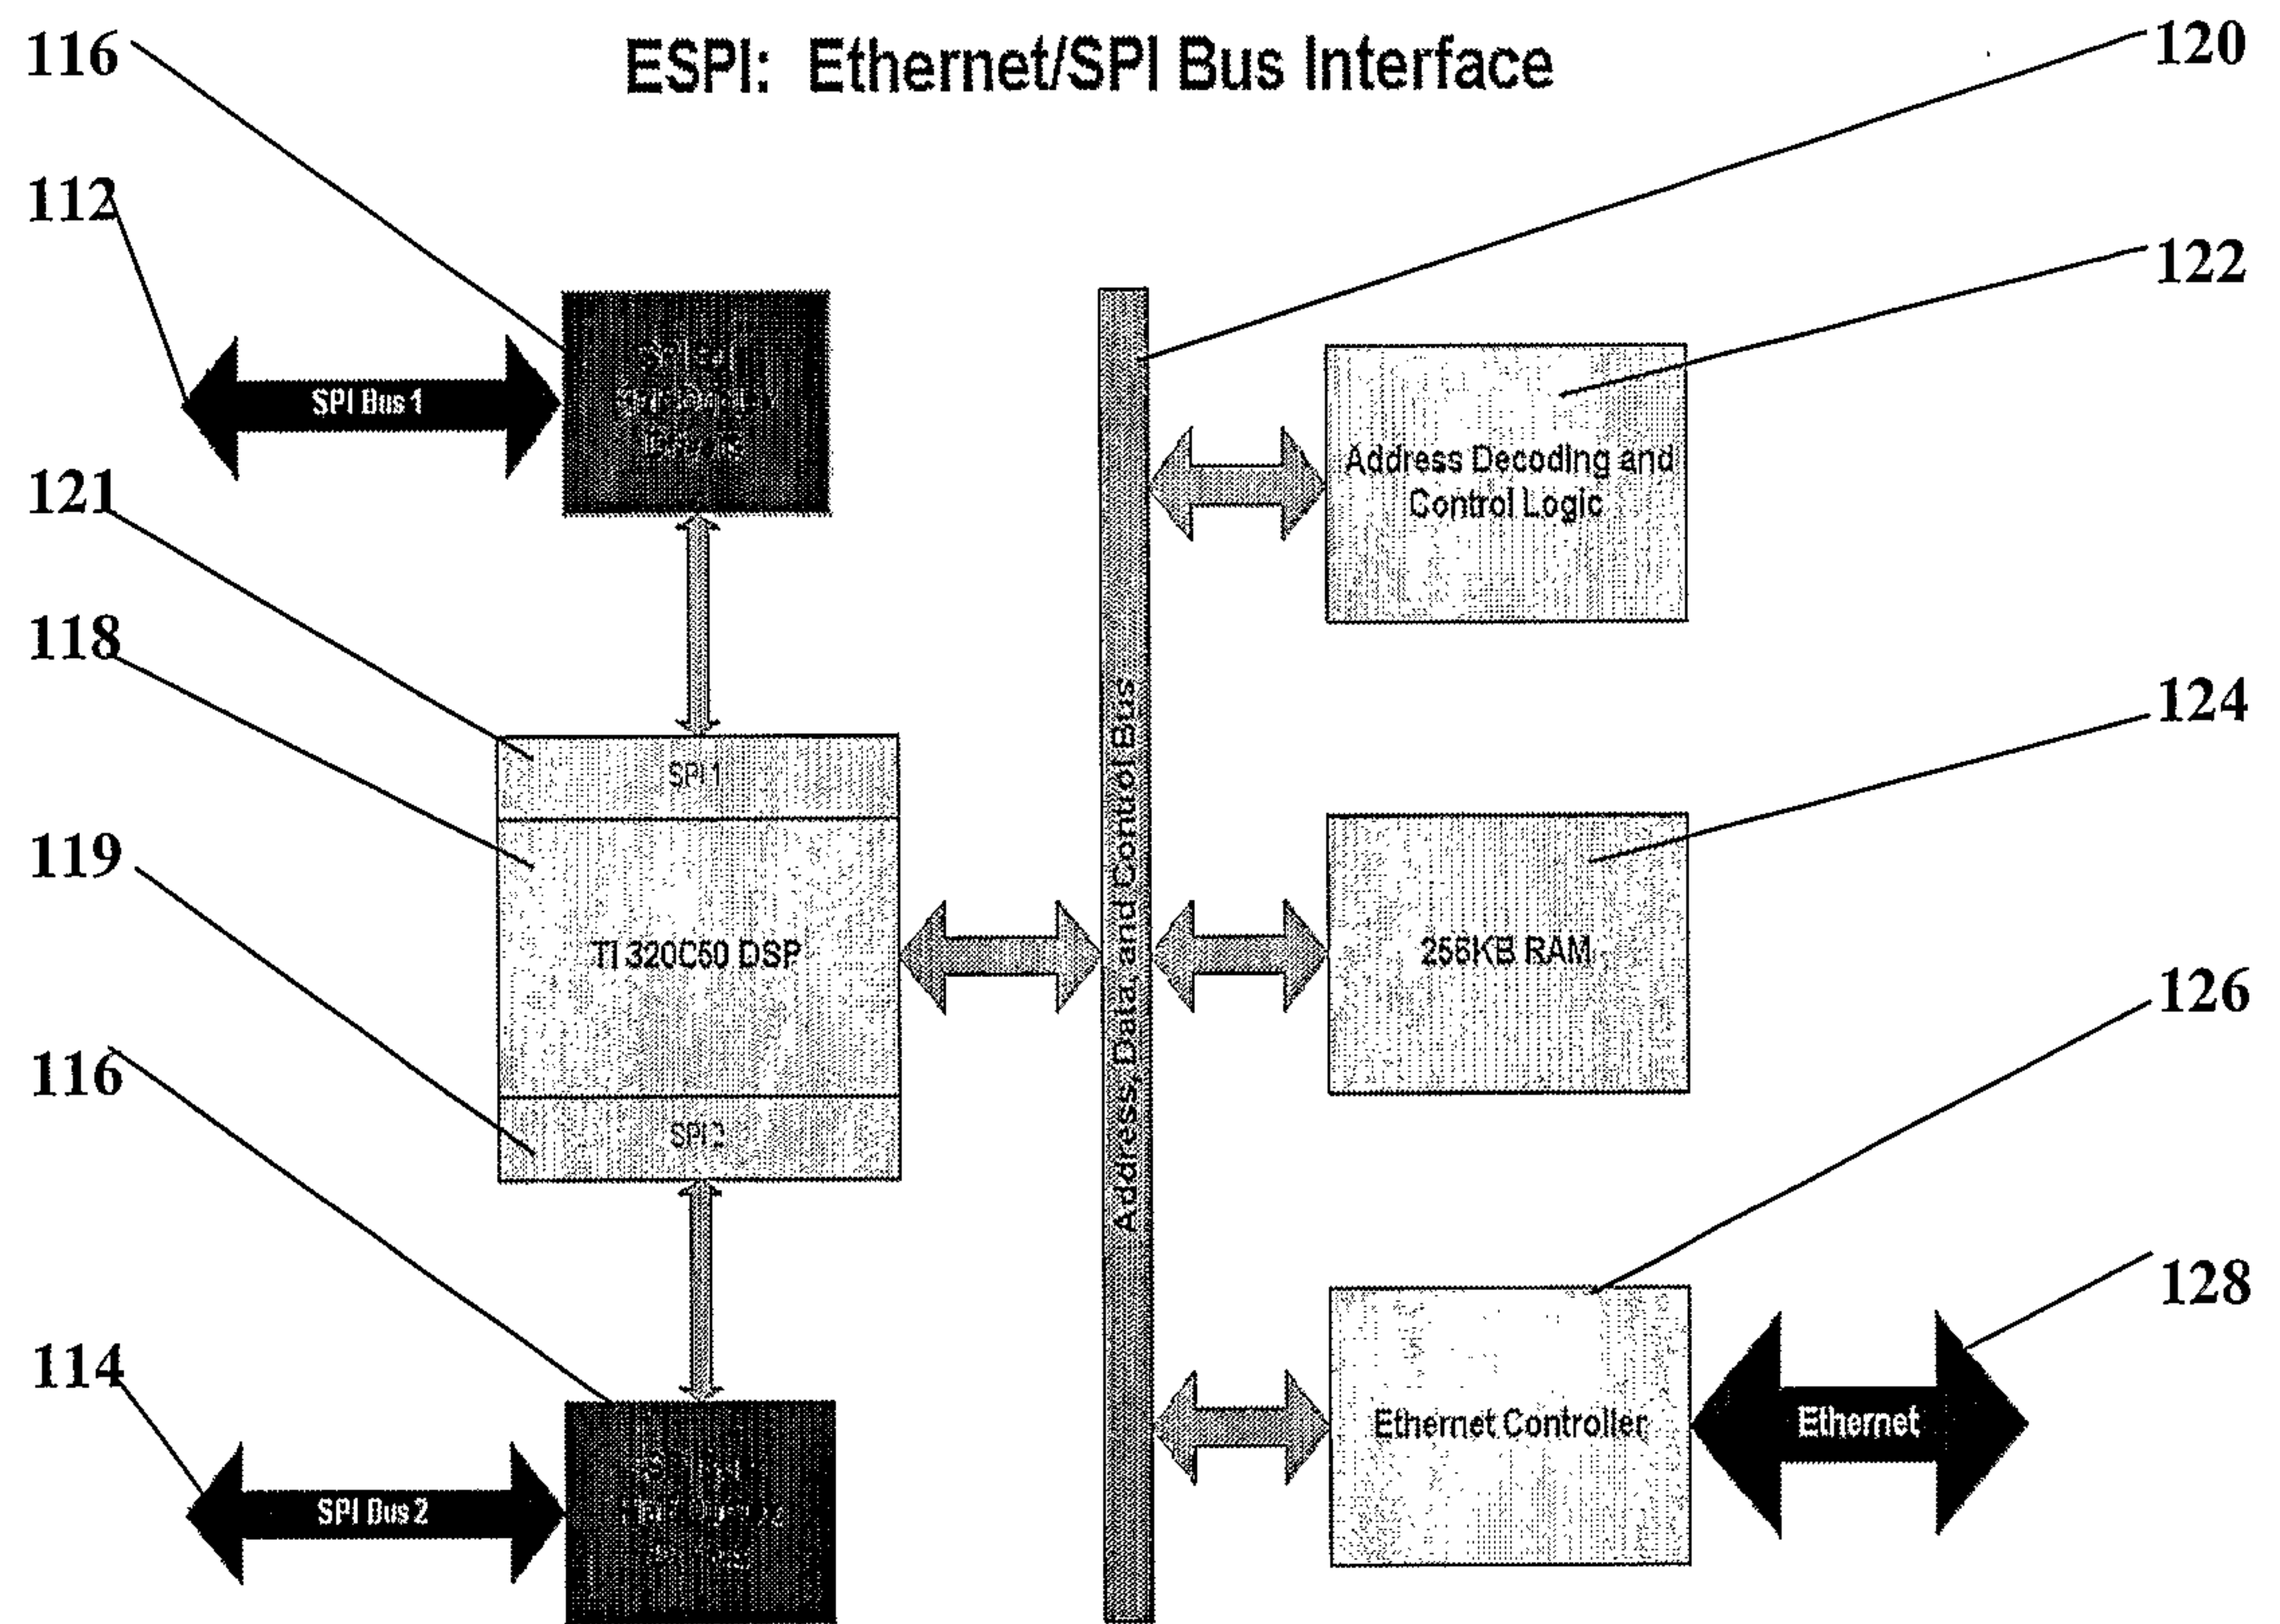 ESPI: Ethernet/SPI Bus Interface
116
120
112
122
SPI Bus 1
Address Decoding and
Control Logic
121
118
SPI 1
124
Address, Data, and Control Bus
119
TI 320C50 DSP
256KB RAM
126
116
SPI 2
128
114
Ethernet Controller
Ethernet
SPI Bus 2